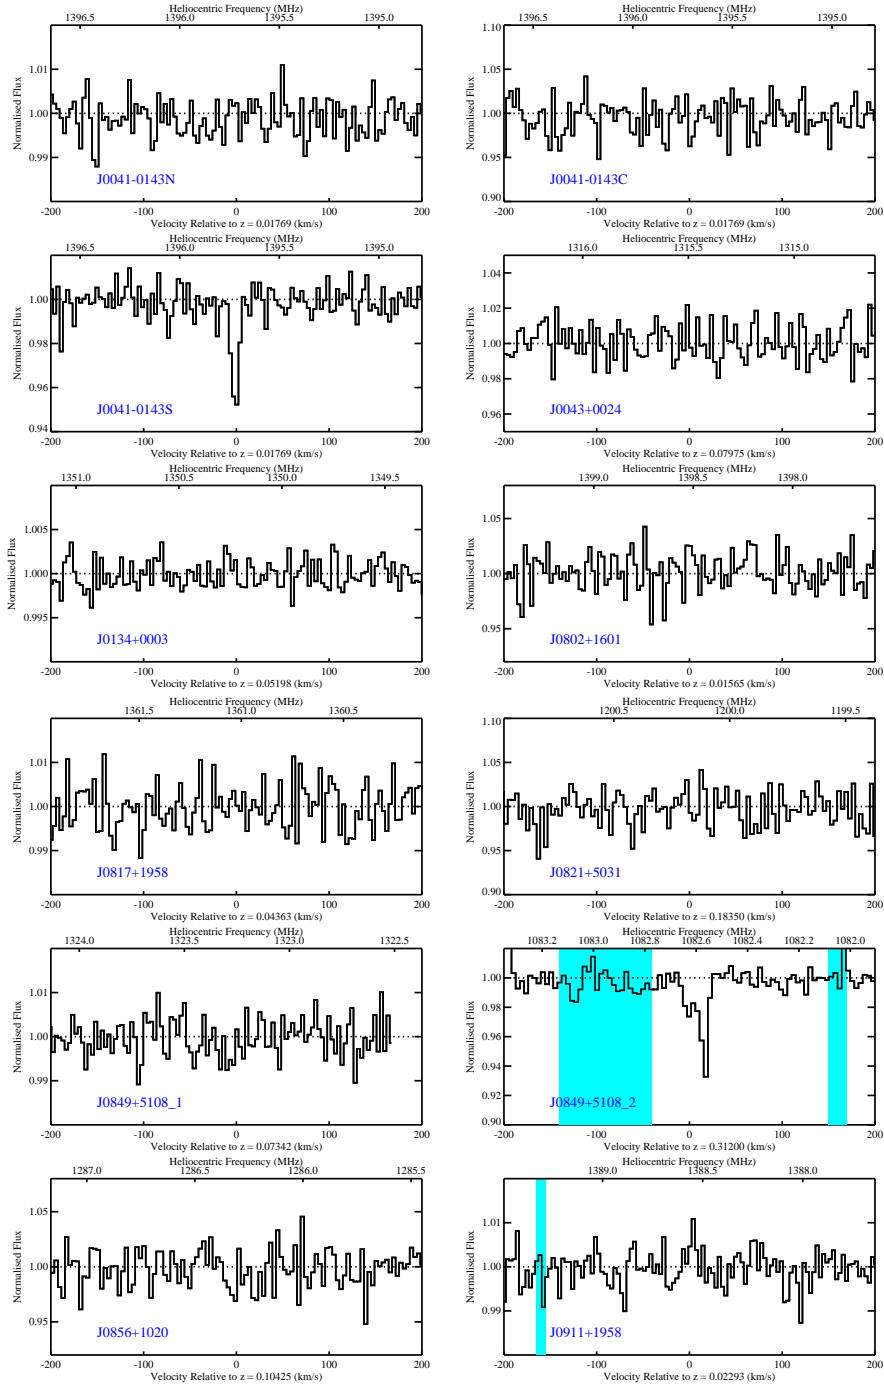 Heliocentric Frequency (MHz)
1396.5 1396.0 1395.5 1395.0
Normalised Flux
1.01
1.00
0.99
J0041-0143N
-200 -100 0 100 200
Velocity Relative to z = 0.01769 (km/s)
Heliocentric Frequency (MHz)
1396.5 1396.0 1395.5 1395.0
Normalised Flux
1.10
1.05
1.00
0.95
0.90
J0041-0143C
-200 -100 0 100 200
Velocity Relative to z = 0.01769 (km/s)
Heliocentric Frequency (MHz)
1396.5 1396.0 1395.5 1395.0
Normalised Flux
1.00
0.98
0.96
0.94
J0041-0143S
-200 -100 0 100 200
Velocity Relative to z = 0.01769 (km/s)
Heliocentric Frequency (MHz)
1316.0 1315.5 1315.0
Normalised Flux
1.04
1.02
1.00
0.98
0.96
J0043+0024
-200 -100 0 100 200
Velocity Relative to z = 0.07975 (km/s)
Heliocentric Frequency (MHz)
1351.0 1350.5 1350.0 1349.5
Normalised Flux
1.005
1.000
0.995
J0134+0003
-200 -100 0 100 200
Velocity Relative to z = 0.05198 (km/s)
Heliocentric Frequency (MHz)
1399.0 1398.5 1398.0
Normalised Flux
1.05
1.00
0.95
J0802+1601
-200 -100 0 100 200
Velocity Relative to z = 0.01565 (km/s)
Heliocentric Frequency (MHz)
1361.5 1361.0 1360.5
Normalised Flux
1.01
1.00
0.99
J0817+1958
-200 -100 0 100 200
Velocity Relative to z = 0.04363 (km/s)
Heliocentric Frequency (MHz)
1200.5 1200.0 1199.5
Normalised Flux
1.10
1.05
1.00
0.95
0.90
J0821+5031
-200 -100 0 100 200
Velocity Relative to z = 0.18350 (km/s)
Heliocentric Frequency (MHz)
1324.0 1323.5 1323.0 1322.5
Normalised Flux
1.01
1.00
0.99
J0849+5108_1
-200 -100 0 100 200
Velocity Relative to z = 0.07342 (km/s)
Heliocentric Frequency (MHz)
1083.2 1083.0 1082.8 1082.6 1082.4 1082.2 1082.0
Normalised Flux
1.00
0.98
0.96
0.94
0.92
0.90
J0849+5108_2
-200 -100 0 100 200
Velocity Relative to z = 0.31200 (km/s)
Heliocentric Frequency (MHz)
1287.0 1286.5 1286.0 1285.5
Normalised Flux
1.05
1.00
0.95
J0856+1020
-200 -100 0 100 200
Velocity Relative to z = 0.10425 (km/s)
Heliocentric Frequency (MHz)
1389.0 1388.5 1388.0
Normalised Flux
1.01
1.00
0.99
J0911+1958
-200 -100 0 100 200
Velocity Relative to z = 0.02293 (km/s)